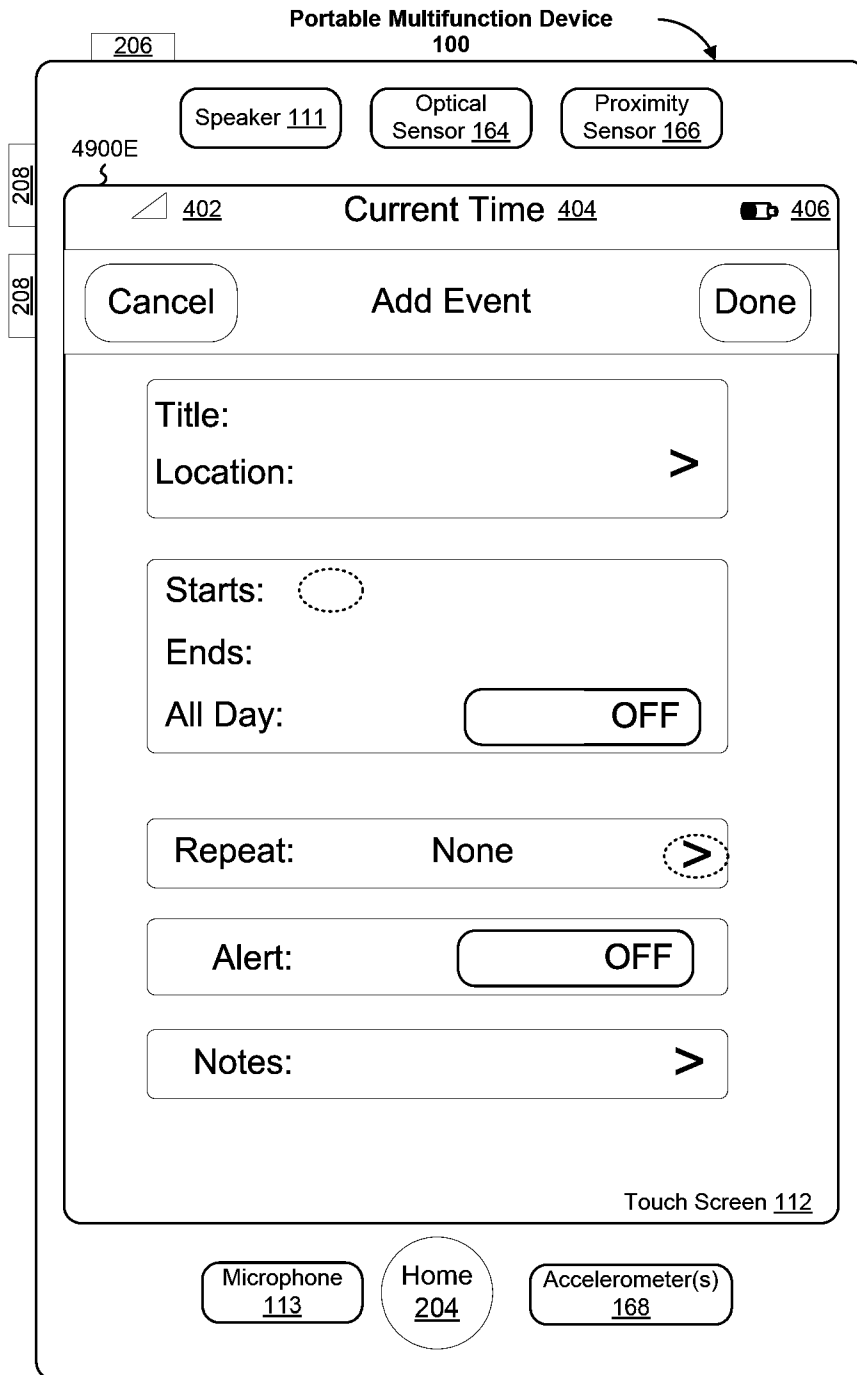 Portable Multifunction Device
100
206
Speaker 111
Optical
Sensor 164
Proximity
Sensor 166
4900E
208
208
402
Current Time 404
406
Cancel
Add Event
Done
Title:
Location: >
Starts:
Ends:
All Day: OFF
Repeat: None >
Alert: OFF
Notes: >
Touch Screen 112
Microphone
113
Home
204
Accelerometer(s)
168